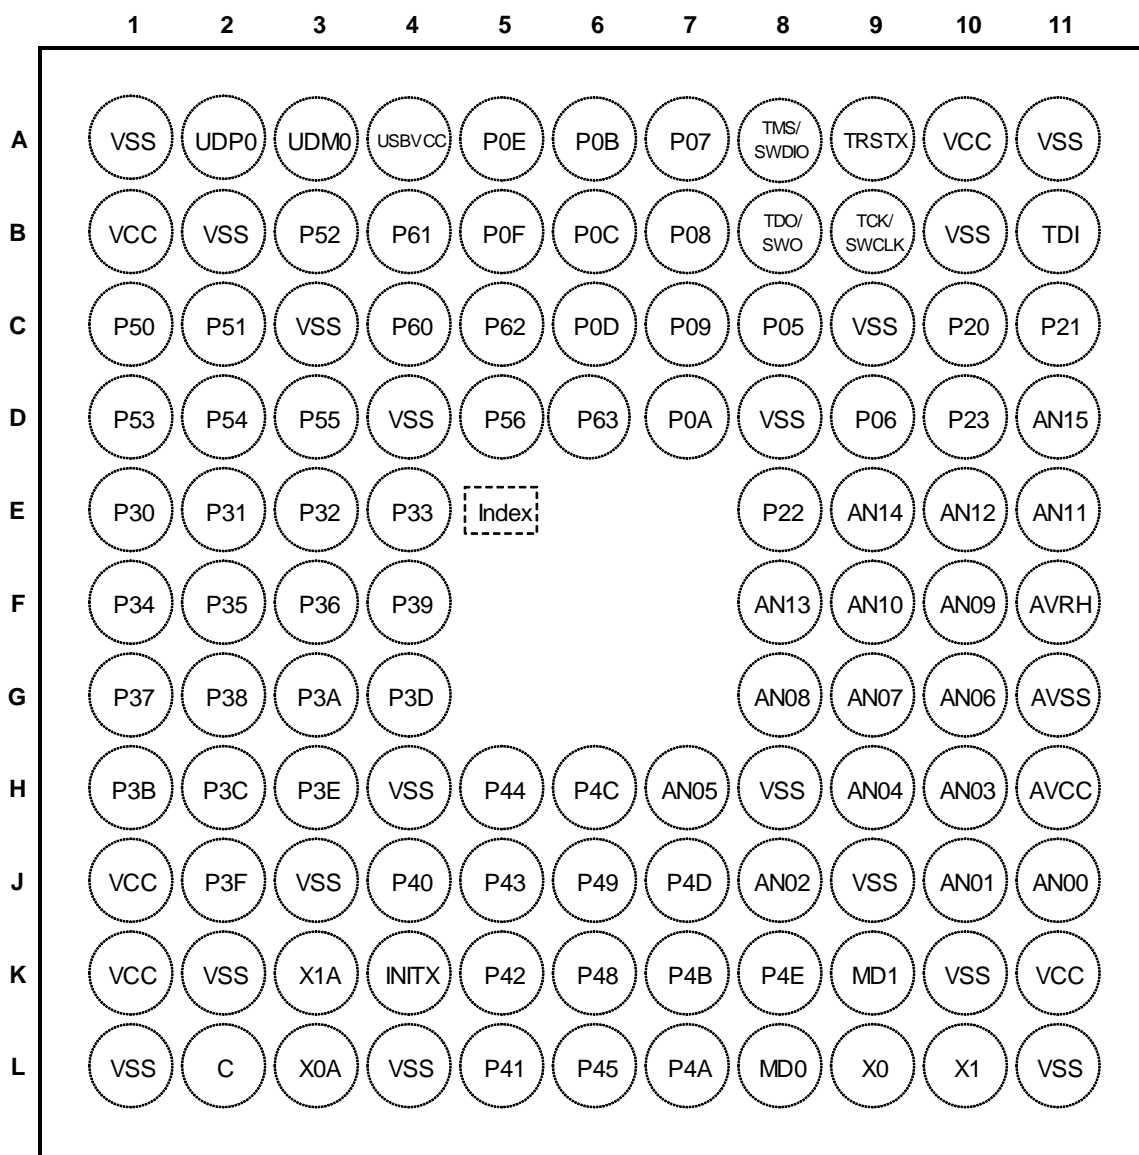 1 2 3 4 5 6 7 8 9 10 11
A VSS UDP0 UDM0 USBVCC P0E P0B P07 TMS/ SWDIO TRSTX VCC VSS
B VCC VSS P52 P61 P0F P0C P08 TDO/ SWO TCK/ SWCLK VSS TDI
C P50 P51 VSS P60 P62 P0D P09 P05 VSS P20 P21
D P53 P54 P55 VSS P56 P63 P0A VSS P06 P23 AN15
E P30 P31 P32 P33 Index P22 AN14 AN12 AN11
F P34 P35 P36 P39 AN13 AN10 AN09 AVRH
G P37 P38 P3A P3D AN08 AN07 AN06 AVSS
H P3B P3C P3E VSS P44 P4C AN05 VSS AN04 AN03 AVCC
J VCC P3F VSS P40 P43 P49 P4D AN02 VSS AN01 AN00
K VCC VSS X1A INITX P42 P48 P4B P4E MD1 VSS VCC
L VSS C X0A VSS P41 P45 P4A MD0 X0 X1 VSS